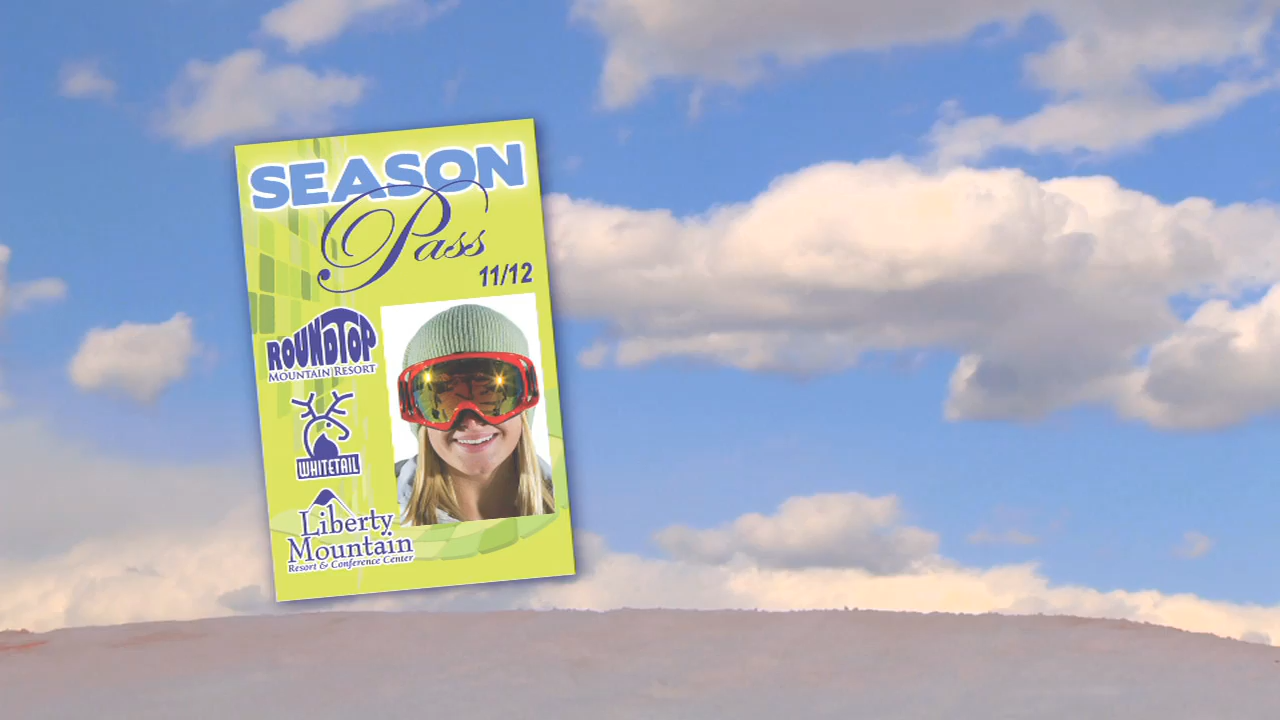 SEASON
Pass
11/12
ROUNDTOP
MOUNTAIN RESORT
WHITETAIL
Liberty
Mountain
Resort & Conference Center